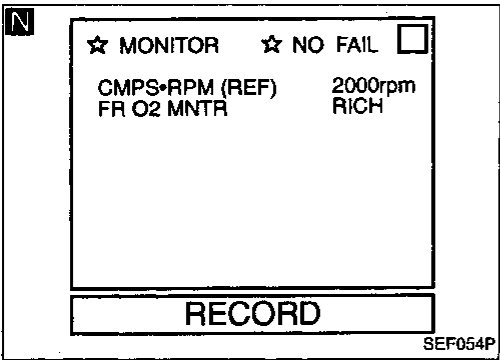 N
☆ MONITOR ☆ NO FAIL
CMPS•RPM (REF) 2000rpm
FR O2 MNTR RICH
RECORD
SEF054P